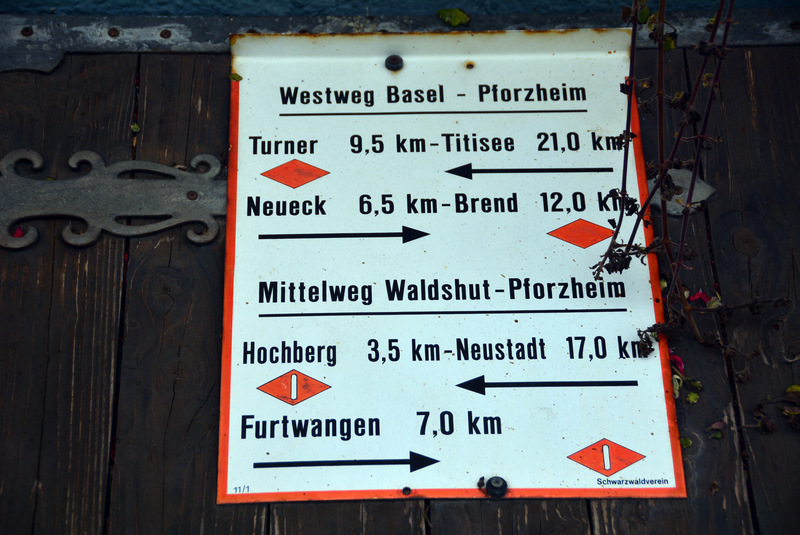 Westweg Basel - Pforzheim
Turner 9,5 km-Titisee 21,0 km
Neueck 6,5 km-Brend 12,0 km
Mittelweg Waldshut-Pforzheim
Hochberg 3,5 km-Neustadt 17,0 km
Furtwangen 7,0 km
11/1 Schwarzwaldverein